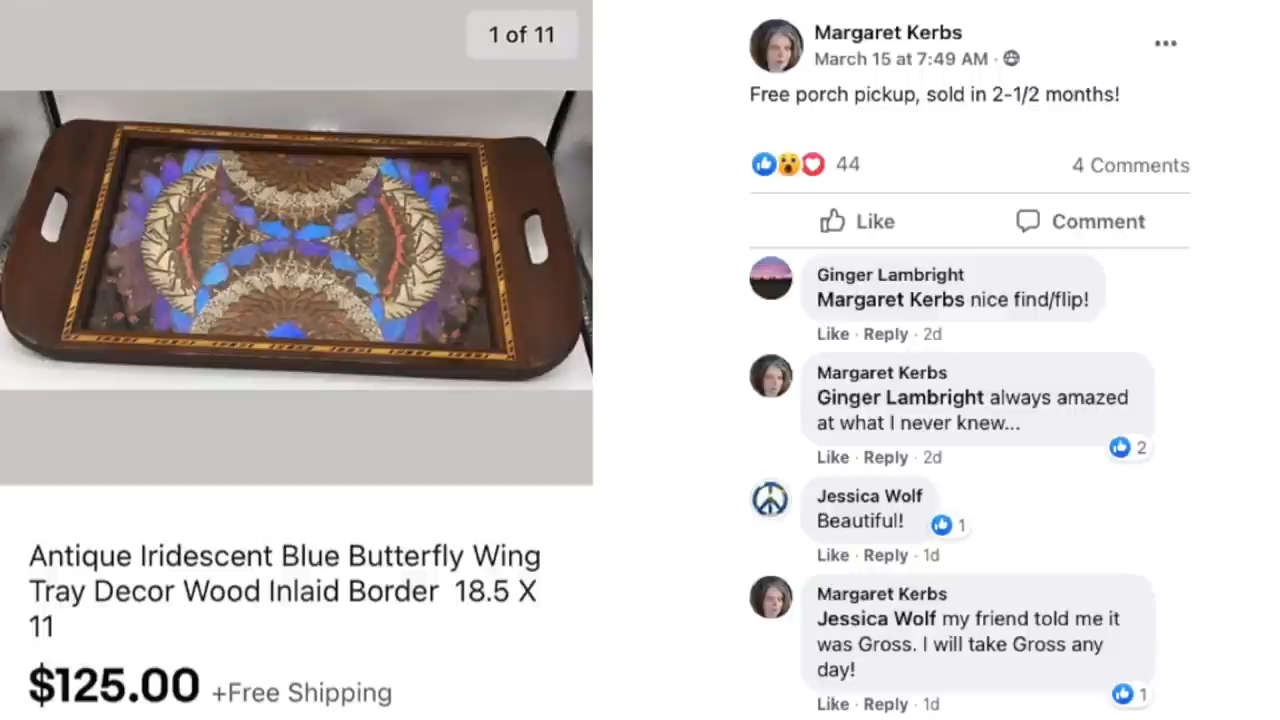 1 of 11
Antique Iridescent Blue Butterfly Wing
Tray Decor Wood Inlaid Border 18.5 X
11
$125.00 +Free Shipping
Margaret Kerbs
March 15 at 7:49 AM ·
Free porch pickup, sold in 2-1/2 months!
44
4 Comments
Like
Comment
Ginger Lambright
Margaret Kerbs nice find/flip!
Like · Reply · 2d
Margaret Kerbs
Ginger Lambright always amazed
at what I never knew...
2
Like · Reply · 2d
Jessica Wolf
Beautiful!
1
Like · Reply · 1d
Margaret Kerbs
Jessica Wolf my friend told me it
was Gross. I will take Gross any
day!
1
Like · Reply · 1d